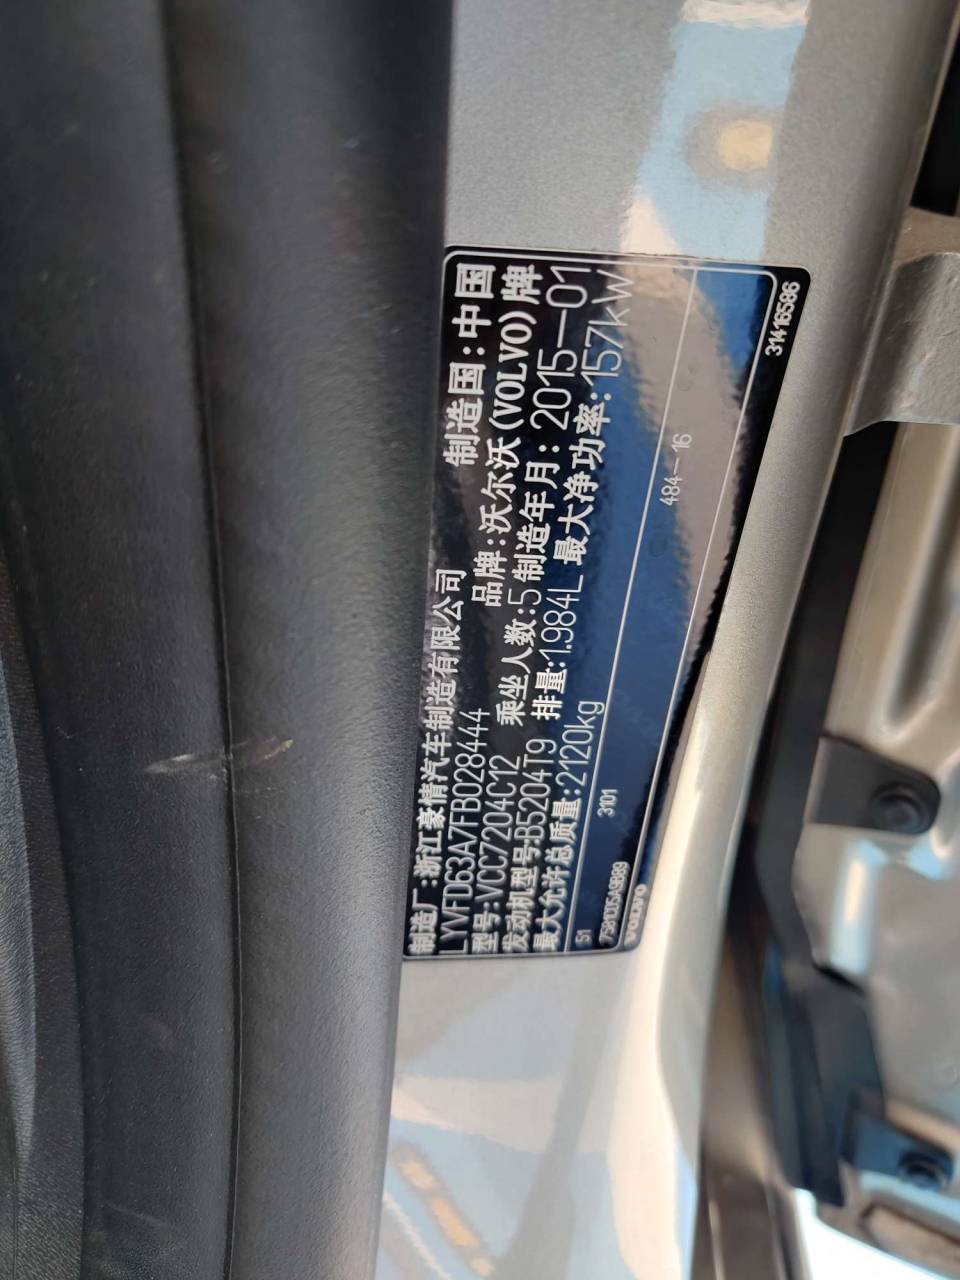 制造厂:浙江豪情汽车制造有限公司 制造国:中国
LYVFD63A7FB028444 品牌:沃尔沃(VOLVO)牌
型号:VCC7204C12 乘坐人数:5 制造年月:2015-01
发动机型号:B5204T9 排量:1.984L 最大净功率:157kW
最大允许总质量:2120kg
S1 3101 484-16
7581005A9889
VOLVO 31416586